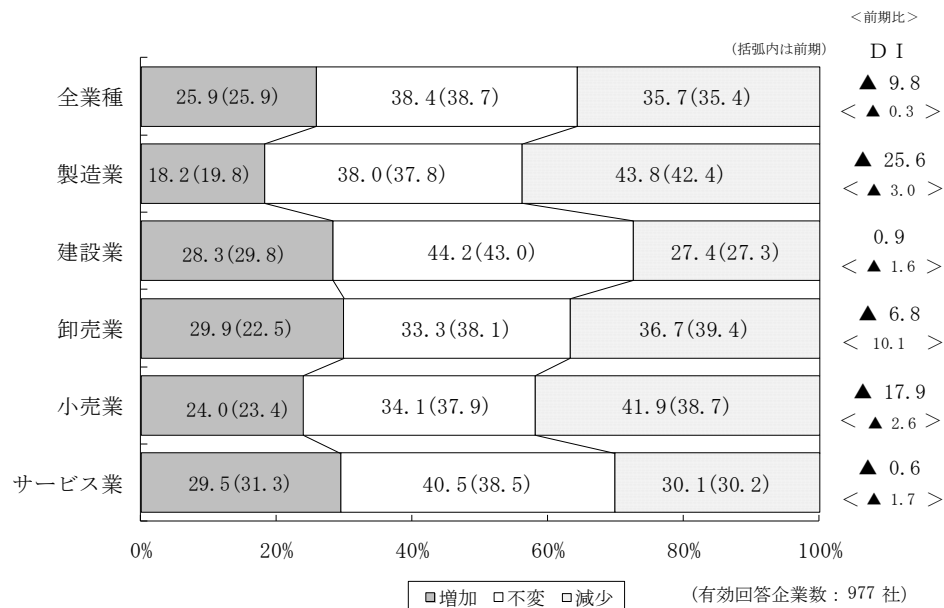 <前期比>
(括弧内は前期) ＤＩ
全業種 25.9(25.9) 38.4(38.7) 35.7(35.4) ▲ 9.8
< ▲ 0.3 >
製造業 18.2(19.8) 38.0(37.8) 43.8(42.4) ▲ 25.6
< ▲ 3.0 >
建設業 28.3(29.8) 44.2(43.0) 27.4(27.3) 0.9
< ▲ 1.6 >
卸売業 29.9(22.5) 33.3(38.1) 36.7(39.4) ▲ 6.8
< 10.1 >
小売業 24.0(23.4) 34.1(37.9) 41.9(38.7) ▲ 17.9
< ▲ 2.6 >
サービス業 29.5(31.3) 40.5(38.5) 30.1(30.2) ▲ 0.6
< ▲ 1.7 >
0% 20% 40% 60% 80% 100%
増加 不変 減少 (有効回答企業数：977 社)